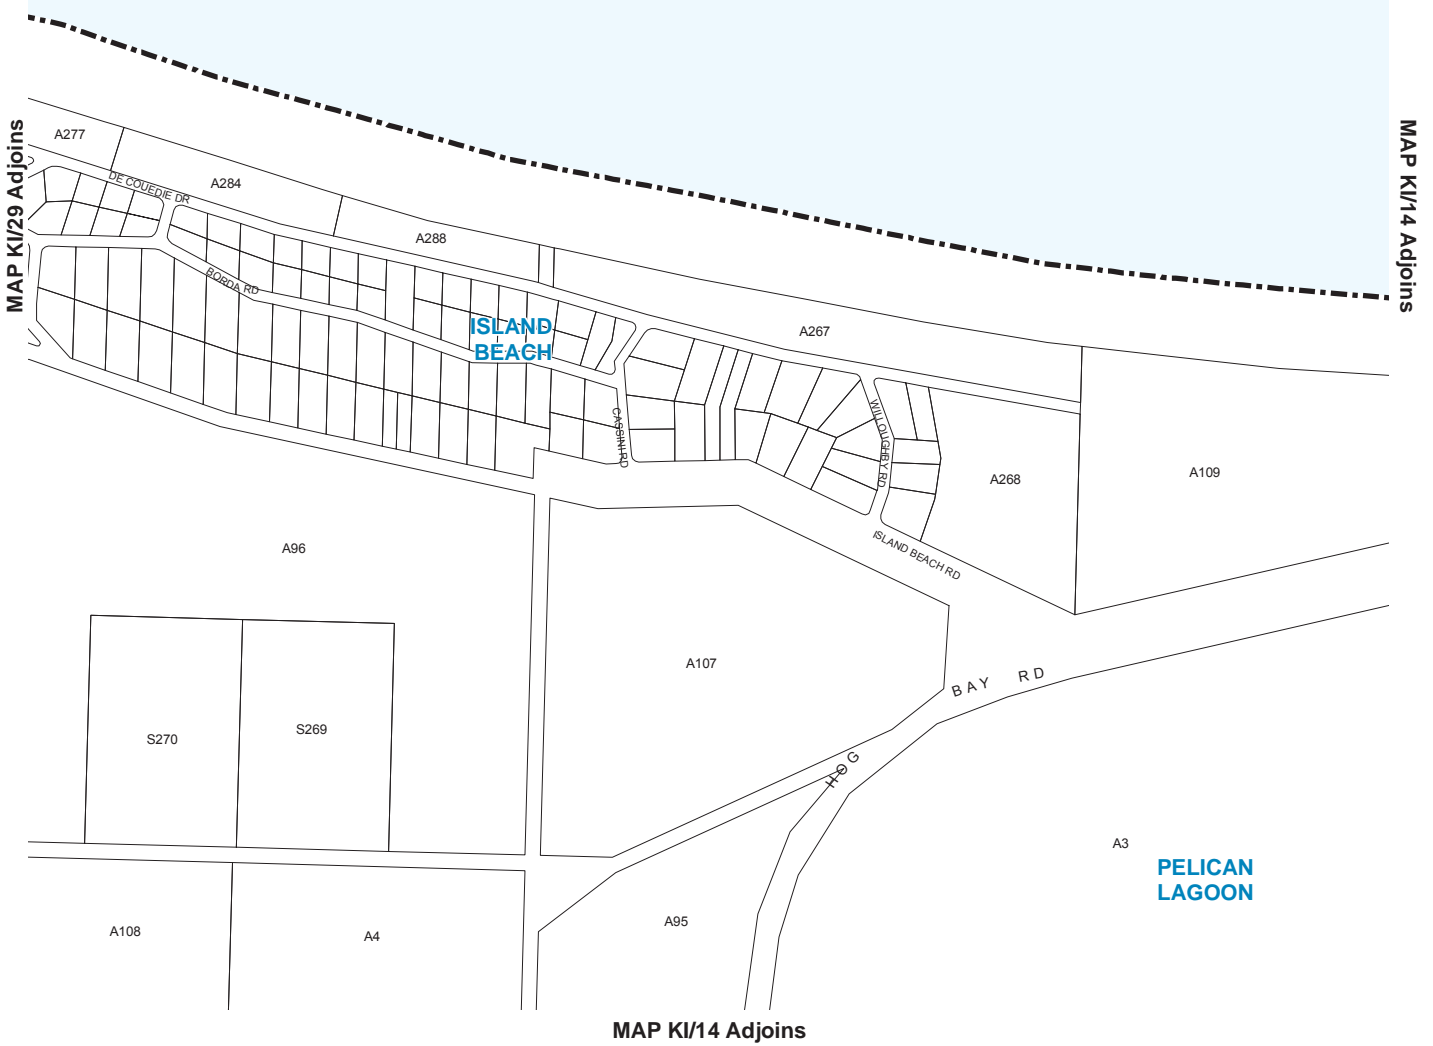 MAP KI/29 Adjoins
MAP KI/14 Adjoins
A277
DE COUEDIE DR
A284
A288
BORDA RD
ISLAND
BEACH
A267
CASSINI RD
WILLOUGHBY RD
A268
A109
ISLAND BEACH RD
A96
A107
BAY RD
HOG
S270
S269
A3
PELICAN
LAGOON
A108
A4
A95
MAP KI/14 Adjoins